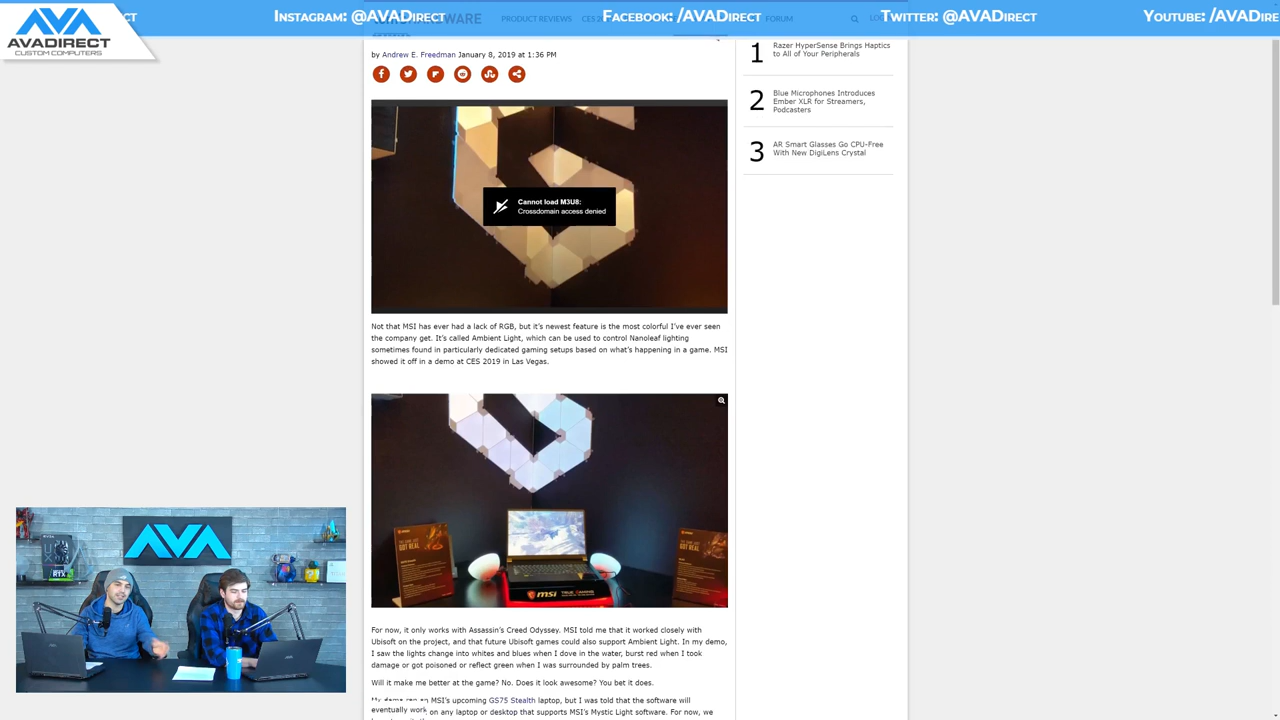 INSTAGRAM: @AVADIRECT
FACEBOOK: /AVADIRECT
TWITTER: @AVADIRECT
YOUTUBE: /AVADIRE
AVADIRECT
CUSTOM COMPUTERS
PRODUCT REVIEWS
FORUM
by Andrew E. Freedman January 8, 2019 at 1:36 PM
Cannot load M3U8:
Crossdomain access denied
Not that MSI has ever had a lack of RGB, but it's newest feature is the most colorful I've ever seen
the company get. It's called Ambient Light, which can be used to control Nanoleaf lighting
sometimes found in particularly dedicated gaming setups based on what's happening in a game. MSI
showed it off in a demo at CES 2019 in Las Vegas.
GOT REAL
msi TRUE GAMING
For now, it only works with Assassin's Creed Odyssey. MSI told me that it worked closely with
Ubisoft on the project, and that future Ubisoft games could also support Ambient Light. In my demo,
I saw the lights change into whites and blues when I dove in the water, burst red when I took
damage or got poisoned or reflect green when I was surrounded by palm trees.
Will it make me better at the game? No. Does it look awesome? You bet it does.
MSI's upcoming GS75 Stealth laptop, but I was told that the software will
eventually work on any laptop or desktop that supports MSI's Mystic Light software. For now, we
1 Razer HyperSense Brings Haptics
to All of Your Peripherals
2 Blue Microphones Introduces
Ember XLR for Streamers,
Podcasters
3 AR Smart Glasses Go CPU-Free
With New DigiLens Crystal
AVA
RTX